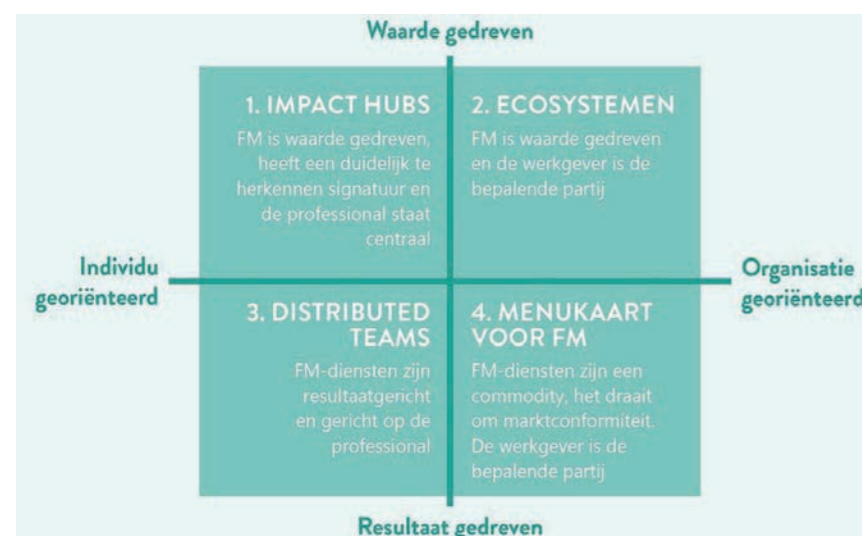 Waarde gedreven
1. IMPACT HUBS
FM is waarde gedreven,
heeft een duidelijk te
herkennen signatuur en
de professional staat
centraal
2. ECOSYSTEMEN
FM is waarde gedreven
en de werkgever is de
bepalende partij
Individu
georiënteerd
Organisatie
georiënteerd
3. DISTRIBUTED
TEAMS
FM-diensten zijn
resultaatgericht
en gericht op de
professional
4. MENUKAART
VOOR FM
FM-diensten zijn een
commodity, het draait
om marktconformiteit.
De werkgever is de
bepalende partij
Resultaat gedreven